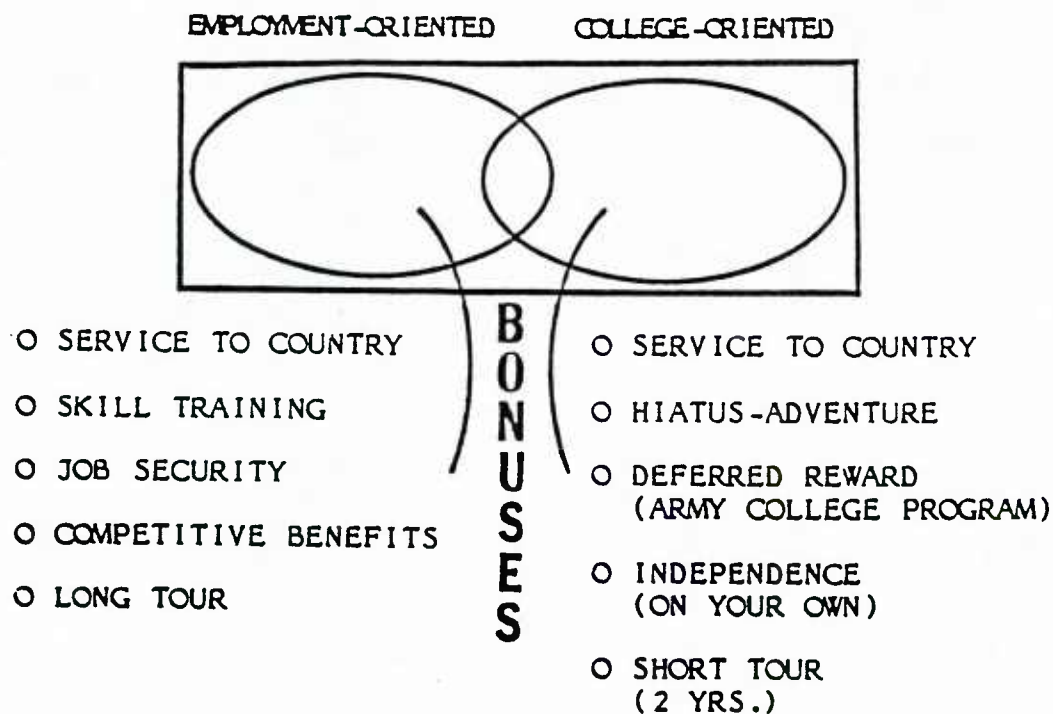 EMPLOYMENT-ORIENTED COLLEGE-ORIENTED
O SERVICE TO COUNTRY
O SKILL TRAINING
O JOB SECURITY
O COMPETITIVE BENEFITS
O LONG TOUR
BONUSES
O SERVICE TO COUNTRY
O HIATUS-ADVENTURE
O DEFERRED REWARD
(ARMY COLLEGE PROGRAM)
O INDEPENDENCE
(ON YOUR OWN)
O SHORT TOUR
(2 YRS.)